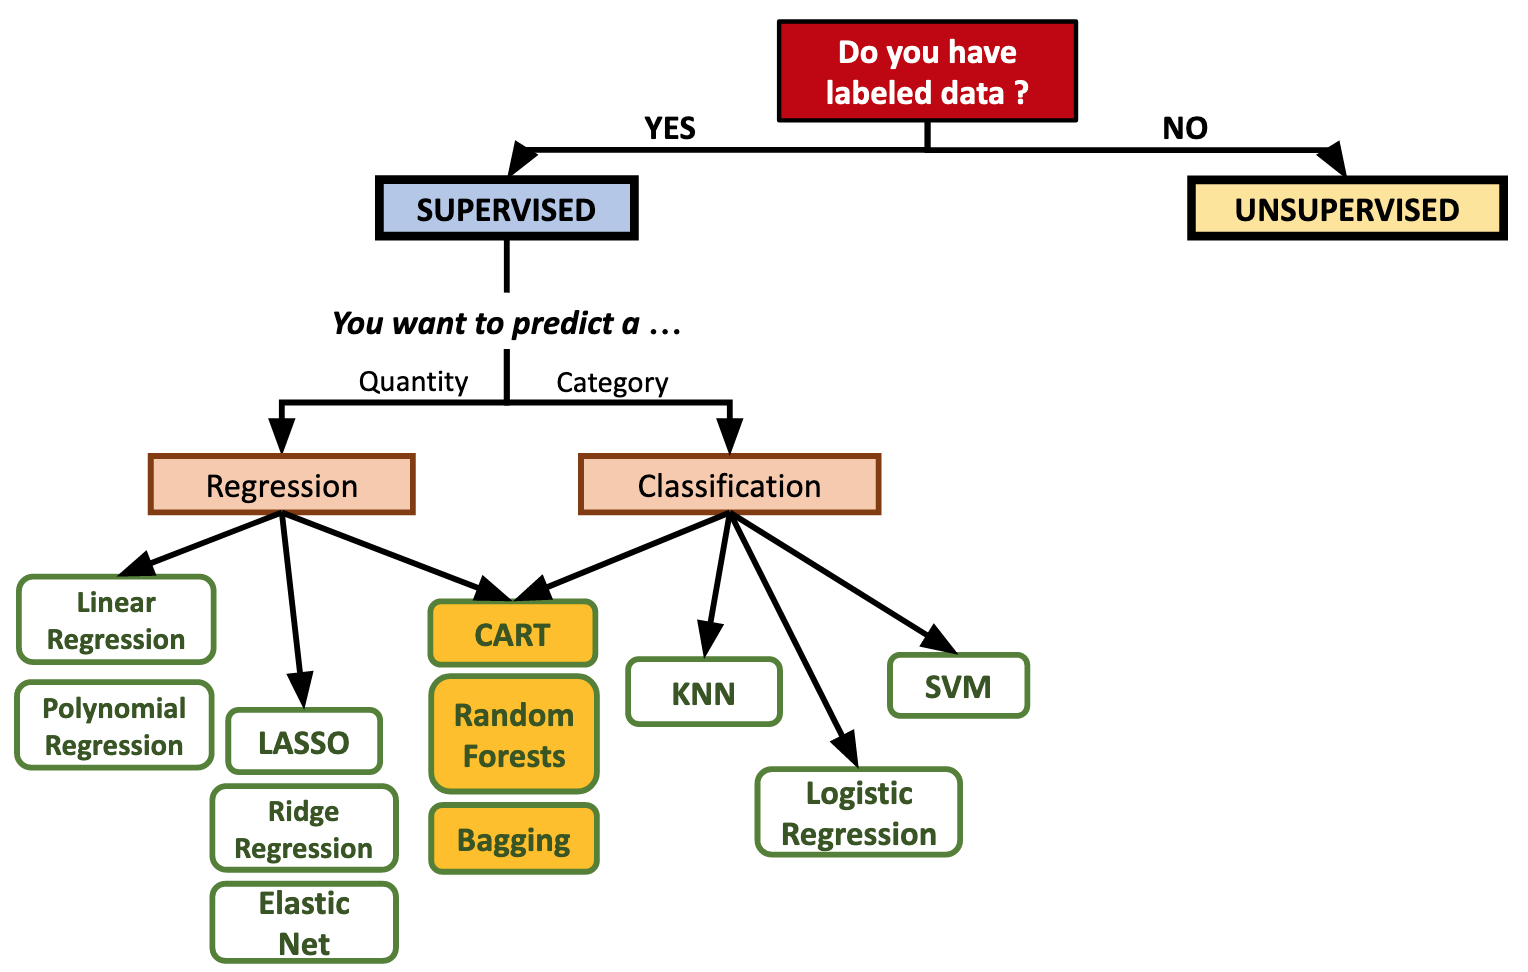 Do you have
labeled data ?
YES
NO
SUPERVISED
UNSUPERVISED
You want to predict a …
Quantity
Category
Regression
Classification
Linear
Regression
Polynomial
Regression
LASSO
Ridge
Regression
Elastic
Net
CART
Random
Forests
Bagging
KNN
Logistic
Regression
SVM